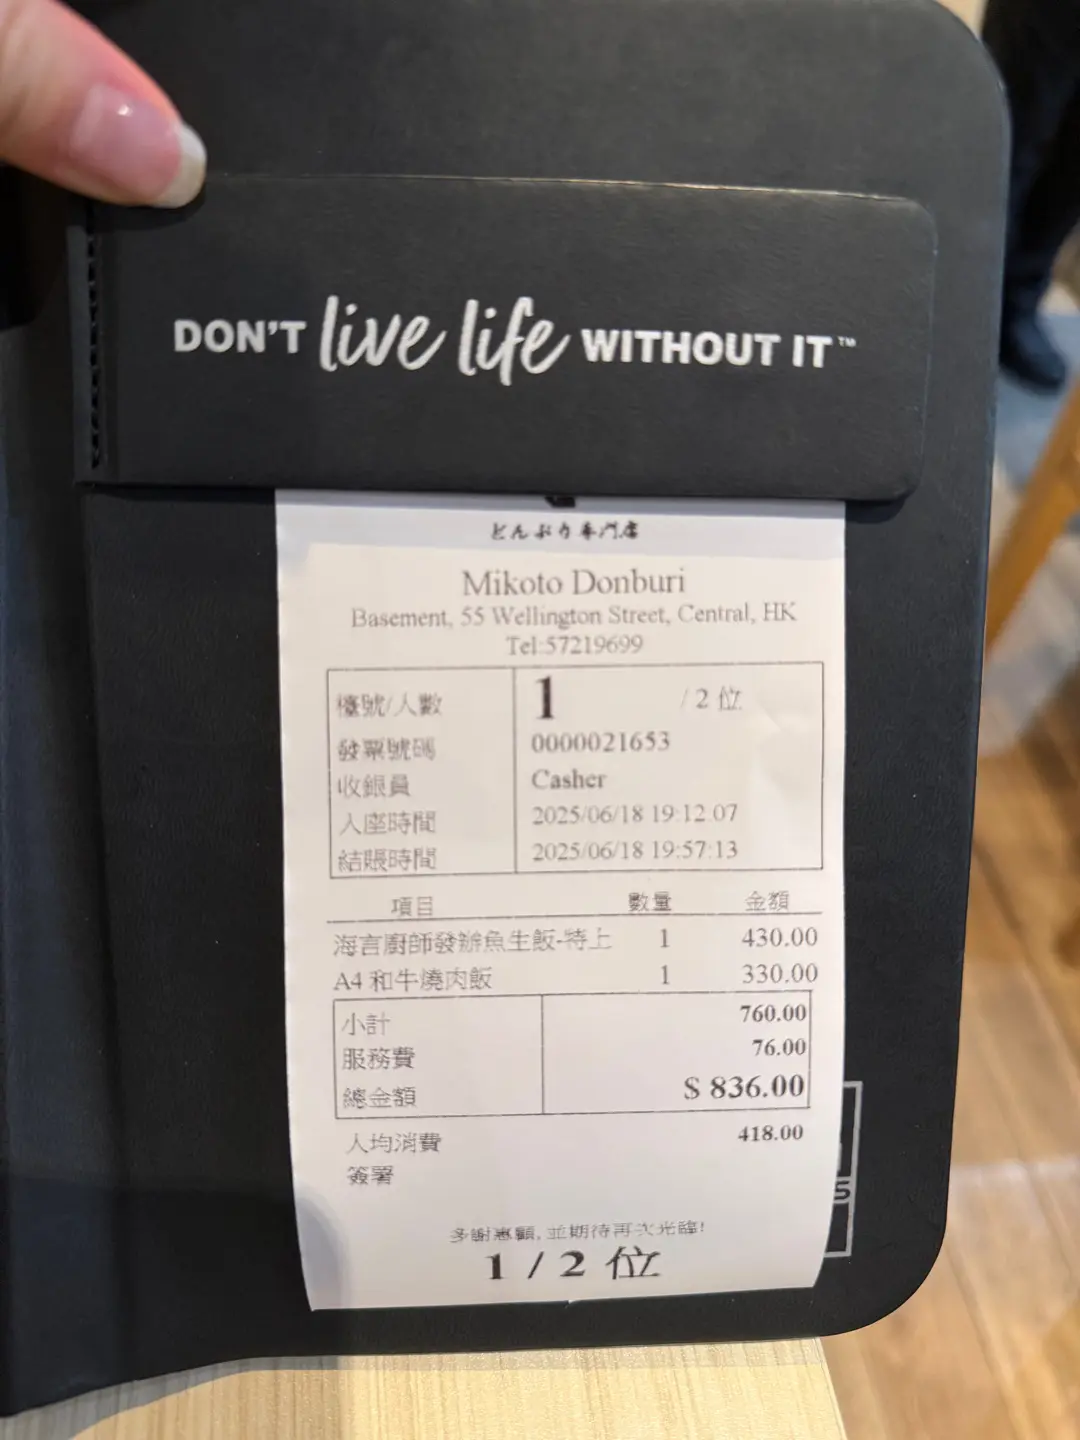 DON'T live life WITHOUT IT™
どんぶり専門店
Mikoto Donburi
Basement, 55 Wellington Street, Central, HK
Tel:57219699
檯號/人數 1 / 2 位
發票號碼 0000021653
收銀員 Casher
入座時間 2025/06/18 19:12:07
結賬時間 2025/06/18 19:57:13
項目 數量 金額
海言廚師發辦魚生飯-特上 1 430.00
A4 和牛燒肉飯 1 330.00
小計 760.00
服務費 76.00
總金額 $ 836.00
人均消費 418.00
簽署
多謝惠顧, 並期待再次光臨!
1 / 2 位